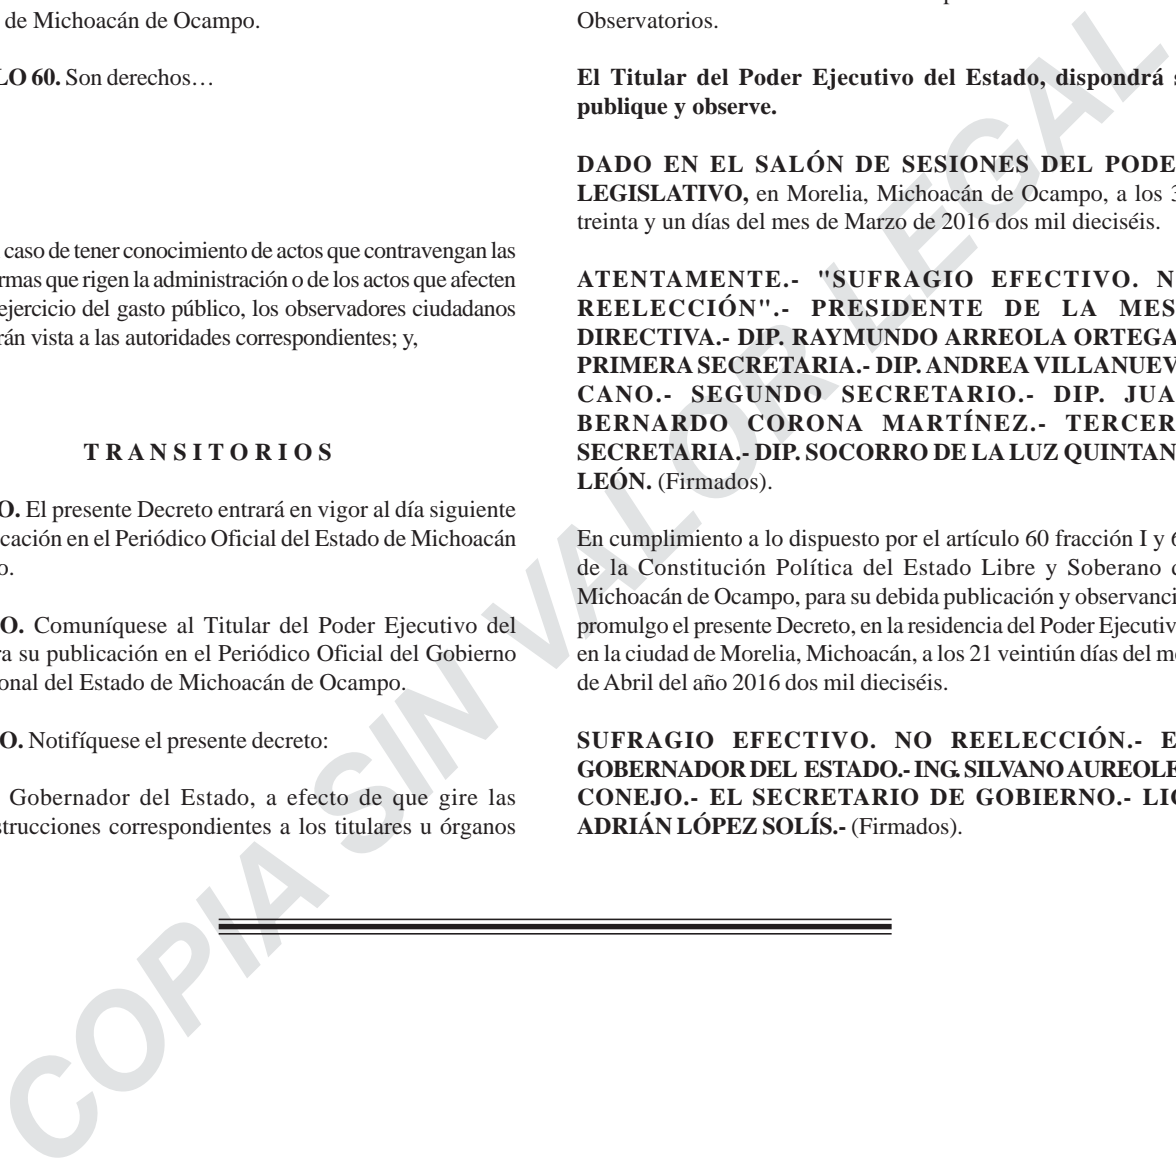 de Michoacán de Ocampo.
LO 60. Son derechos…
caso de tener conocimiento de actos que contravengan las
rmas que rigen la administración o de los actos que afecten
ejercicio del gasto público, los observadores ciudadanos
rán vista a las autoridades correspondientes; y,
T R A N S I T O R I O S
O. El presente Decreto entrará en vigor al día siguiente
cación en el Periódico Oficial del Estado de Michoacán
o.
O. Comuníquese al Titular del Poder Ejecutivo del
ra su publicación en el Periódico Oficial del Gobierno
onal del Estado de Michoacán de Ocampo.
O. Notifíquese el presente decreto:
Gobernador del Estado, a efecto de que gire las
strucciones correspondientes a los titulares u órganos
Observatorios.
El Titular del Poder Ejecutivo del Estado, dispondrá s
publique y observe.
DADO EN EL SALÓN DE SESIONES DEL PODE
LEGISLATIVO, en Morelia, Michoacán de Ocampo, a los 3
treinta y un días del mes de Marzo de 2016 dos mil dieciséis.
ATENTAMENTE.- "SUFRAGIO EFECTIVO. N
REELECCIÓN".- PRESIDENTE DE LA MES
DIRECTIVA.- DIP. RAYMUNDO ARREOLA ORTEGA
PRIMERA SECRETARIA.- DIP. ANDREA VILLANUEV
CANO.- SEGUNDO SECRETARIO.- DIP. JUA
BERNARDO CORONA MARTÍNEZ.- TERCER
SECRETARIA.- DIP. SOCORRO DE LA LUZ QUINTAN
LEÓN. (Firmados).
En cumplimiento a lo dispuesto por el artículo 60 fracción I y 6
de la Constitución Política del Estado Libre y Soberano d
Michoacán de Ocampo, para su debida publicación y observanci
promulgo el presente Decreto, en la residencia del Poder Ejecutiv
en la ciudad de Morelia, Michoacán, a los 21 veintiún días del me
de Abril del año 2016 dos mil dieciséis.
SUFRAGIO EFECTIVO. NO REELECCIÓN.- E
GOBERNADOR DEL ESTADO.- ING. SILVANO AUREOLE
CONEJO.- EL SECRETARIO DE GOBIERNO.- LIC
ADRIÁN LÓPEZ SOLÍS.- (Firmados).
COPIA SIN VALOR LEGAL